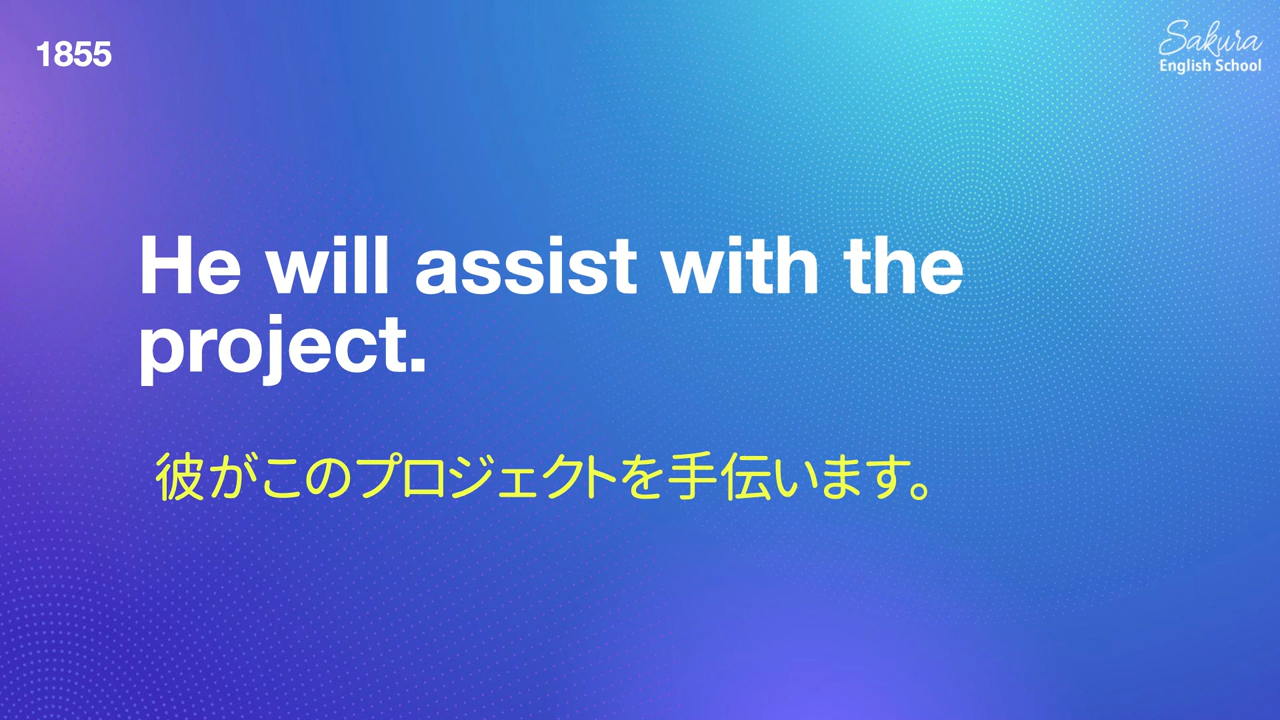 1855
Sakura
English School
He will assist with the
project.
彼がこのプロジェクトを手伝います。